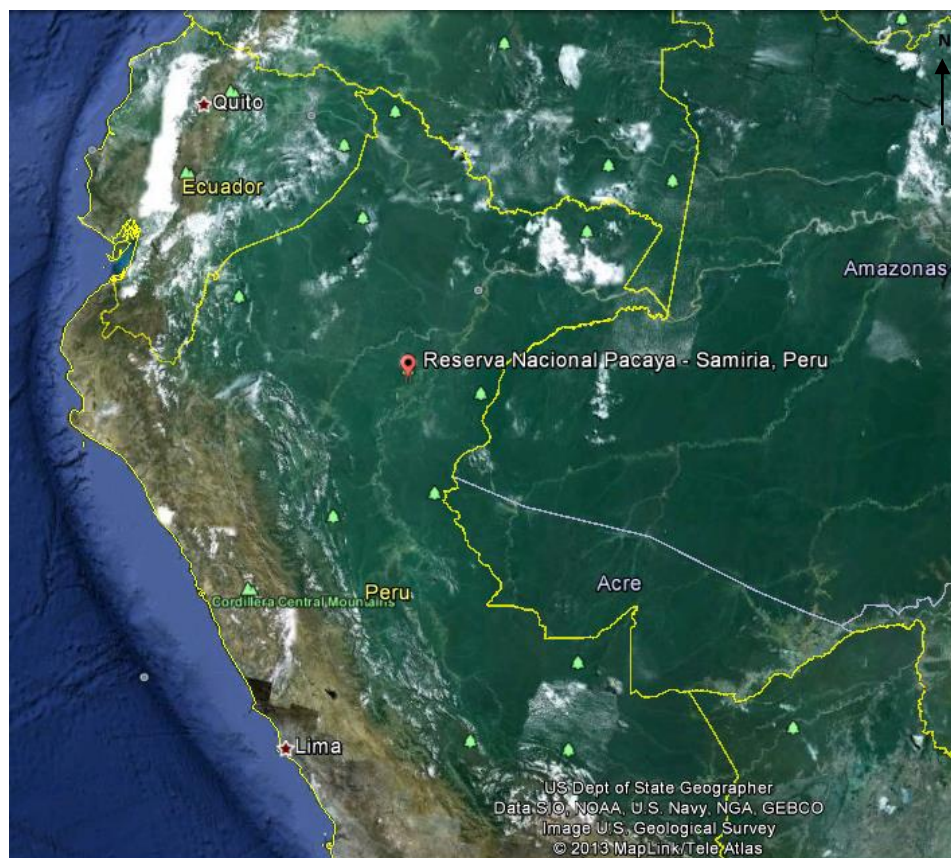 N
Quito
Ecuador
Amazonas
Reserva Nacional Pacaya - Samiria, Peru
Acre
Peru
Cordillera Central Mountains
Lima
US Dept of State Geographer
Data SIO, NOAA, U.S. Navy, NGA, GEBCO
Image U.S. Geological Survey
© 2013 MapLink/Tele Atlas